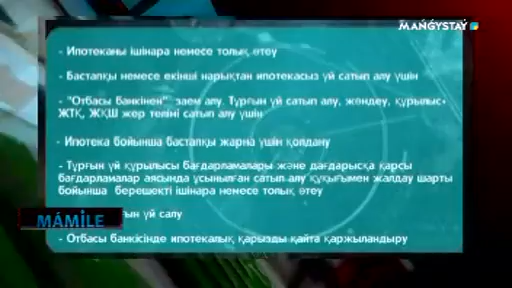 MAŃǴYSTAÝ
- Ипотеканы ішінара немесе толық өтеу
- Бастапқы немесе екінші нарықтан ипотекасыз үй сатып алу үшін
- "Отбасы банкінен" заем алу. Тұрғын үй сатып алу, жөндеу, құрылыс-
ЖТҚ, ЖҚШ жер телімі сатып алу үшін
- Ипотека бойынша бастапқы жарна үшін қолдану
- Тұрғын үй құрылысы бағдарламалары және дағдарысқа қарсы
бағдарламалар аясында ұсынылған сатып-алу құқығымен жалдау шарты
бойынша берешекті ішінара немесе толық өтеу
MÁMILE
үй салу
- Отбасы банкісінде ипотекалық қарызды қайта қаржыландыру